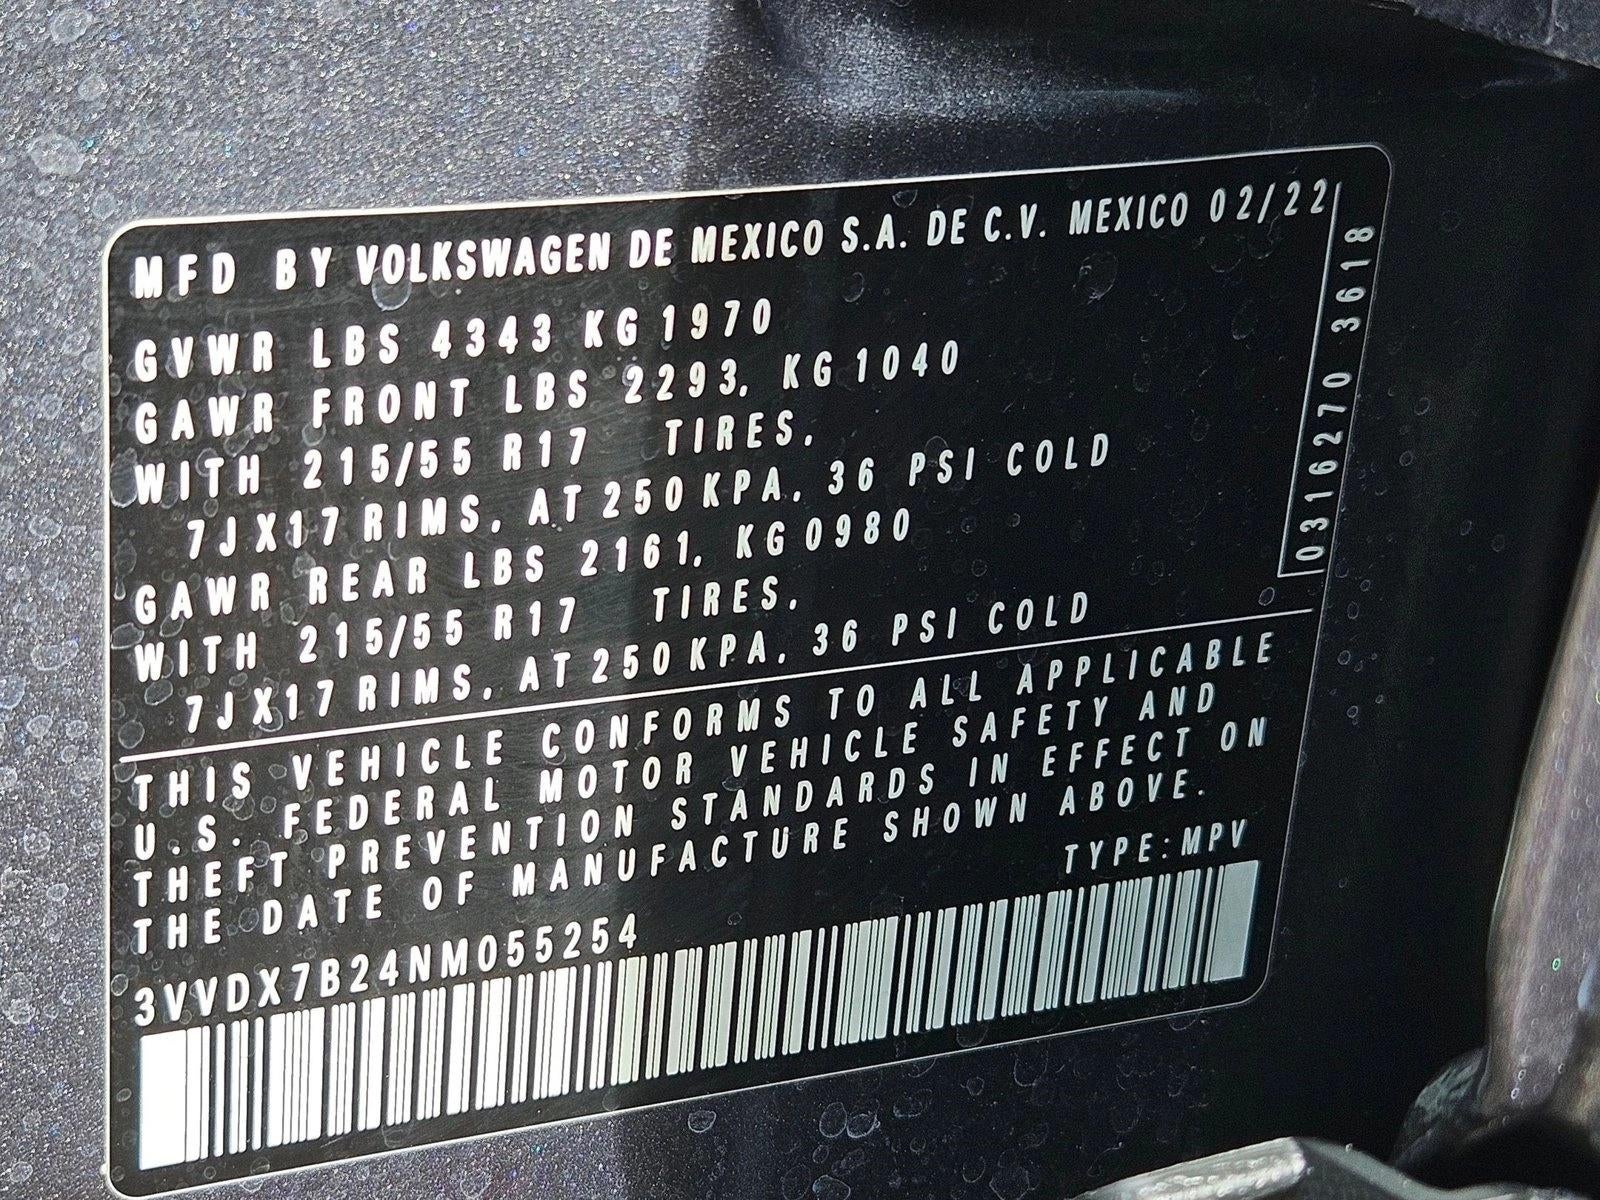 MFD BY VOLKSWAGEN DE MEXICO S.A. DE C.V. MEXICO 02/22
GVWR LBS 4343 KG 1970
GAWR FRONT LBS 2293, KG 1040
WITH 215/55 R17 TIRES,
7JX17 RIMS, AT 250 KPA, 36 PSI COLD
GAWR REAR LBS 2161, KG 0980
WITH 215/55 R17 TIRES,
7JX17 RIMS, AT 250 KPA, 36 PSI COLD
0316270 3618
THIS VEHICLE CONFORMS TO ALL APPLICABLE
U.S. FEDERAL MOTOR VEHICLE SAFETY AND
THEFT PREVENTION STANDARDS IN EFFECT ON
THE DATE OF MANUFACTURE SHOWN ABOVE.
TYPE: MPV
3VVDX7B24NM055254